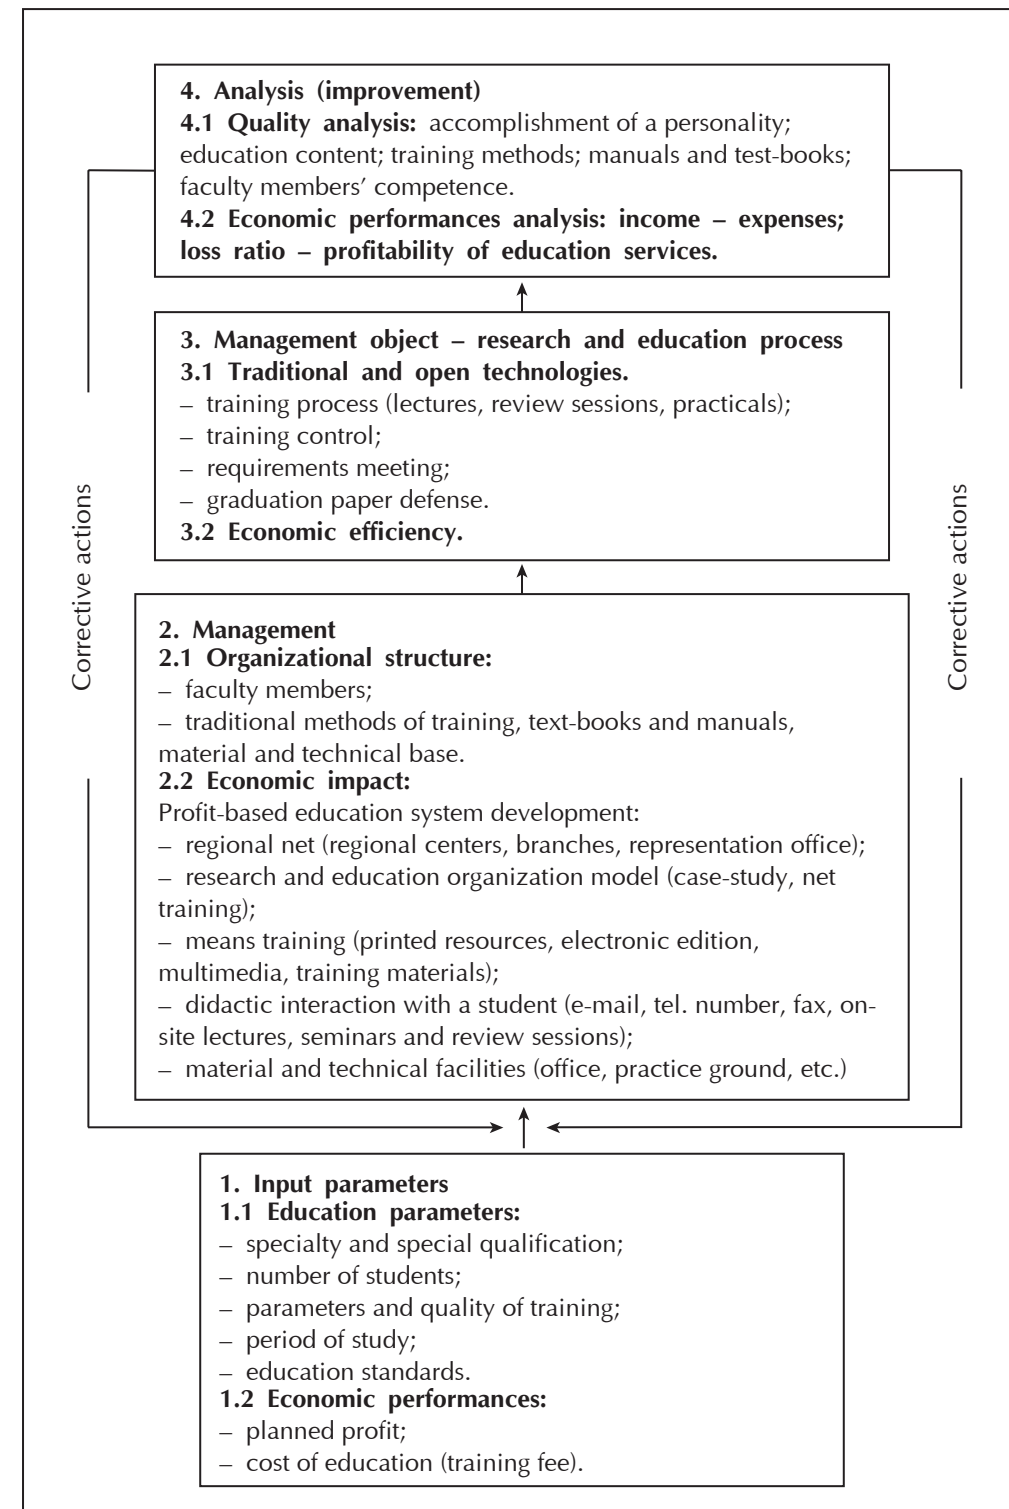 4. Analysis (improvement)
4.1 Quality analysis: accomplishment of a personality;
education content; training methods; manuals and test-books;
faculty members’ competence.
4.2 Economic performances analysis: income – expenses;
loss ratio – profitability of education services.
3. Management object – research and education process
3.1 Traditional and open technologies.
– training process (lectures, review sessions, practicals);
– training control;
– requirements meeting;
– graduation paper defense.
3.2 Economic efficiency.
Corrective actions
Corrective actions
2. Management
2.1 Organizational structure:
– faculty members;
– traditional methods of training, text-books and manuals,
material and technical base.
2.2 Economic impact:
Profit-based education system development:
– regional net (regional centers, branches, representation office);
– research and education organization model (case-study, net
training);
– means training (printed resources, electronic edition,
multimedia, training materials);
– didactic interaction with a student (e-mail, tel. number, fax, on-
site lectures, seminars and review sessions);
– material and technical facilities (office, practice ground, etc.)
1. Input parameters
1.1 Education parameters:
– specialty and special qualification;
– number of students;
– parameters and quality of training;
– period of study;
– education standards.
1.2 Economic performances:
– planned profit;
– cost of education (training fee).